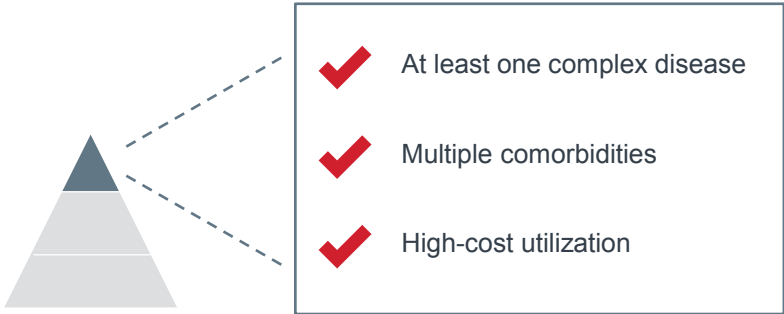 At least one complex disease
Multiple comorbidities
High-cost utilization